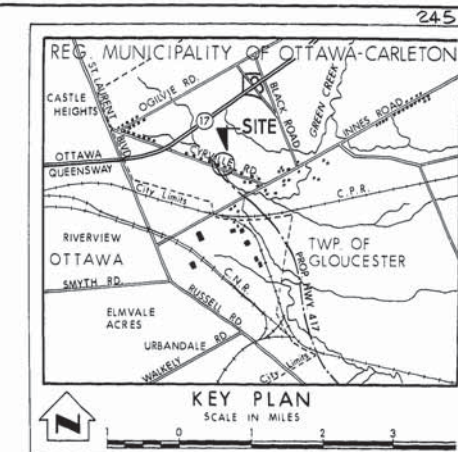 245
REG. MUNICIPALITY OF OTTAWA-CARLETON
ST. LAURENT BLVD.
CASTLE HEIGHTS
OGILVIE RD.
17
BLACK ROAD
GREEN CREEK
INNES ROAD
SITE
CYRVILLE RD.
OTTAWA
QUEENSWAY
City Limits
C.P.R.
RIVERVIEW
OTTAWA
TWP. OF
GLOUCESTER
SMYTH RD.
C.N.R.
PROP. HWY. 417
ELMVALE
ACRES
RUSSELL RD.
URBANDALE RD.
WALKELY
City Limits
N
KEY PLAN
SCALE IN MILES
1 0 1 2 3